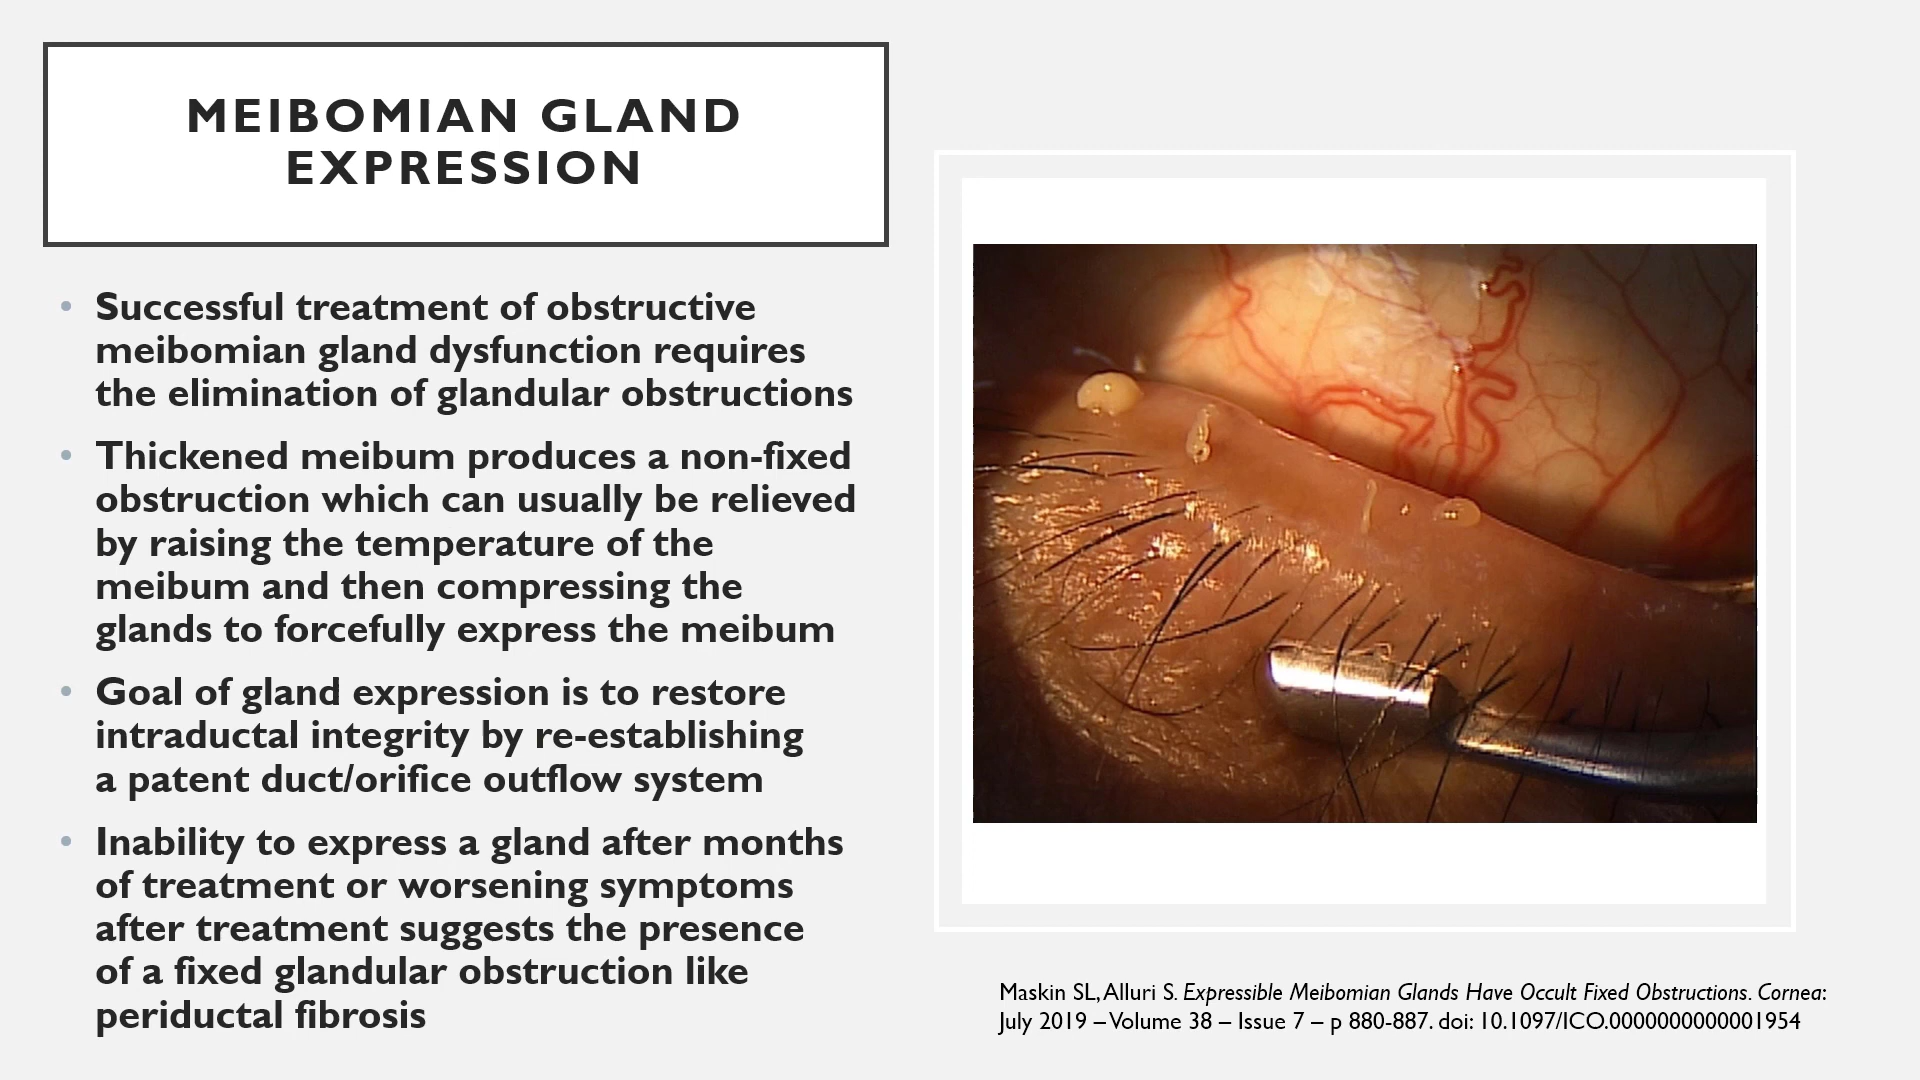 MEIBOMIAN GLAND
EXPRESSION
• Successful treatment of obstructive
meibomian gland dysfunction requires
the elimination of glandular obstructions
• Thickened meibum produces a non-fixed
obstruction which can usually be relieved
by raising the temperature of the
meibum and then compressing the
glands to forcefully express the meibum
• Goal of gland expression is to restore
intraductal integrity by re-establishing
a patent duct/orifice outflow system
• Inability to express a gland after months
of treatment or worsening symptoms
after treatment suggests the presence
of a fixed glandular obstruction like
periductal fibrosis
Maskin SL, Alluri S. Expressible Meibomian Glands Have Occult Fixed Obstructions. Cornea:
July 2019 – Volume 38 – Issue 7 – p 880-887. doi: 10.1097/ICO.0000000000001954